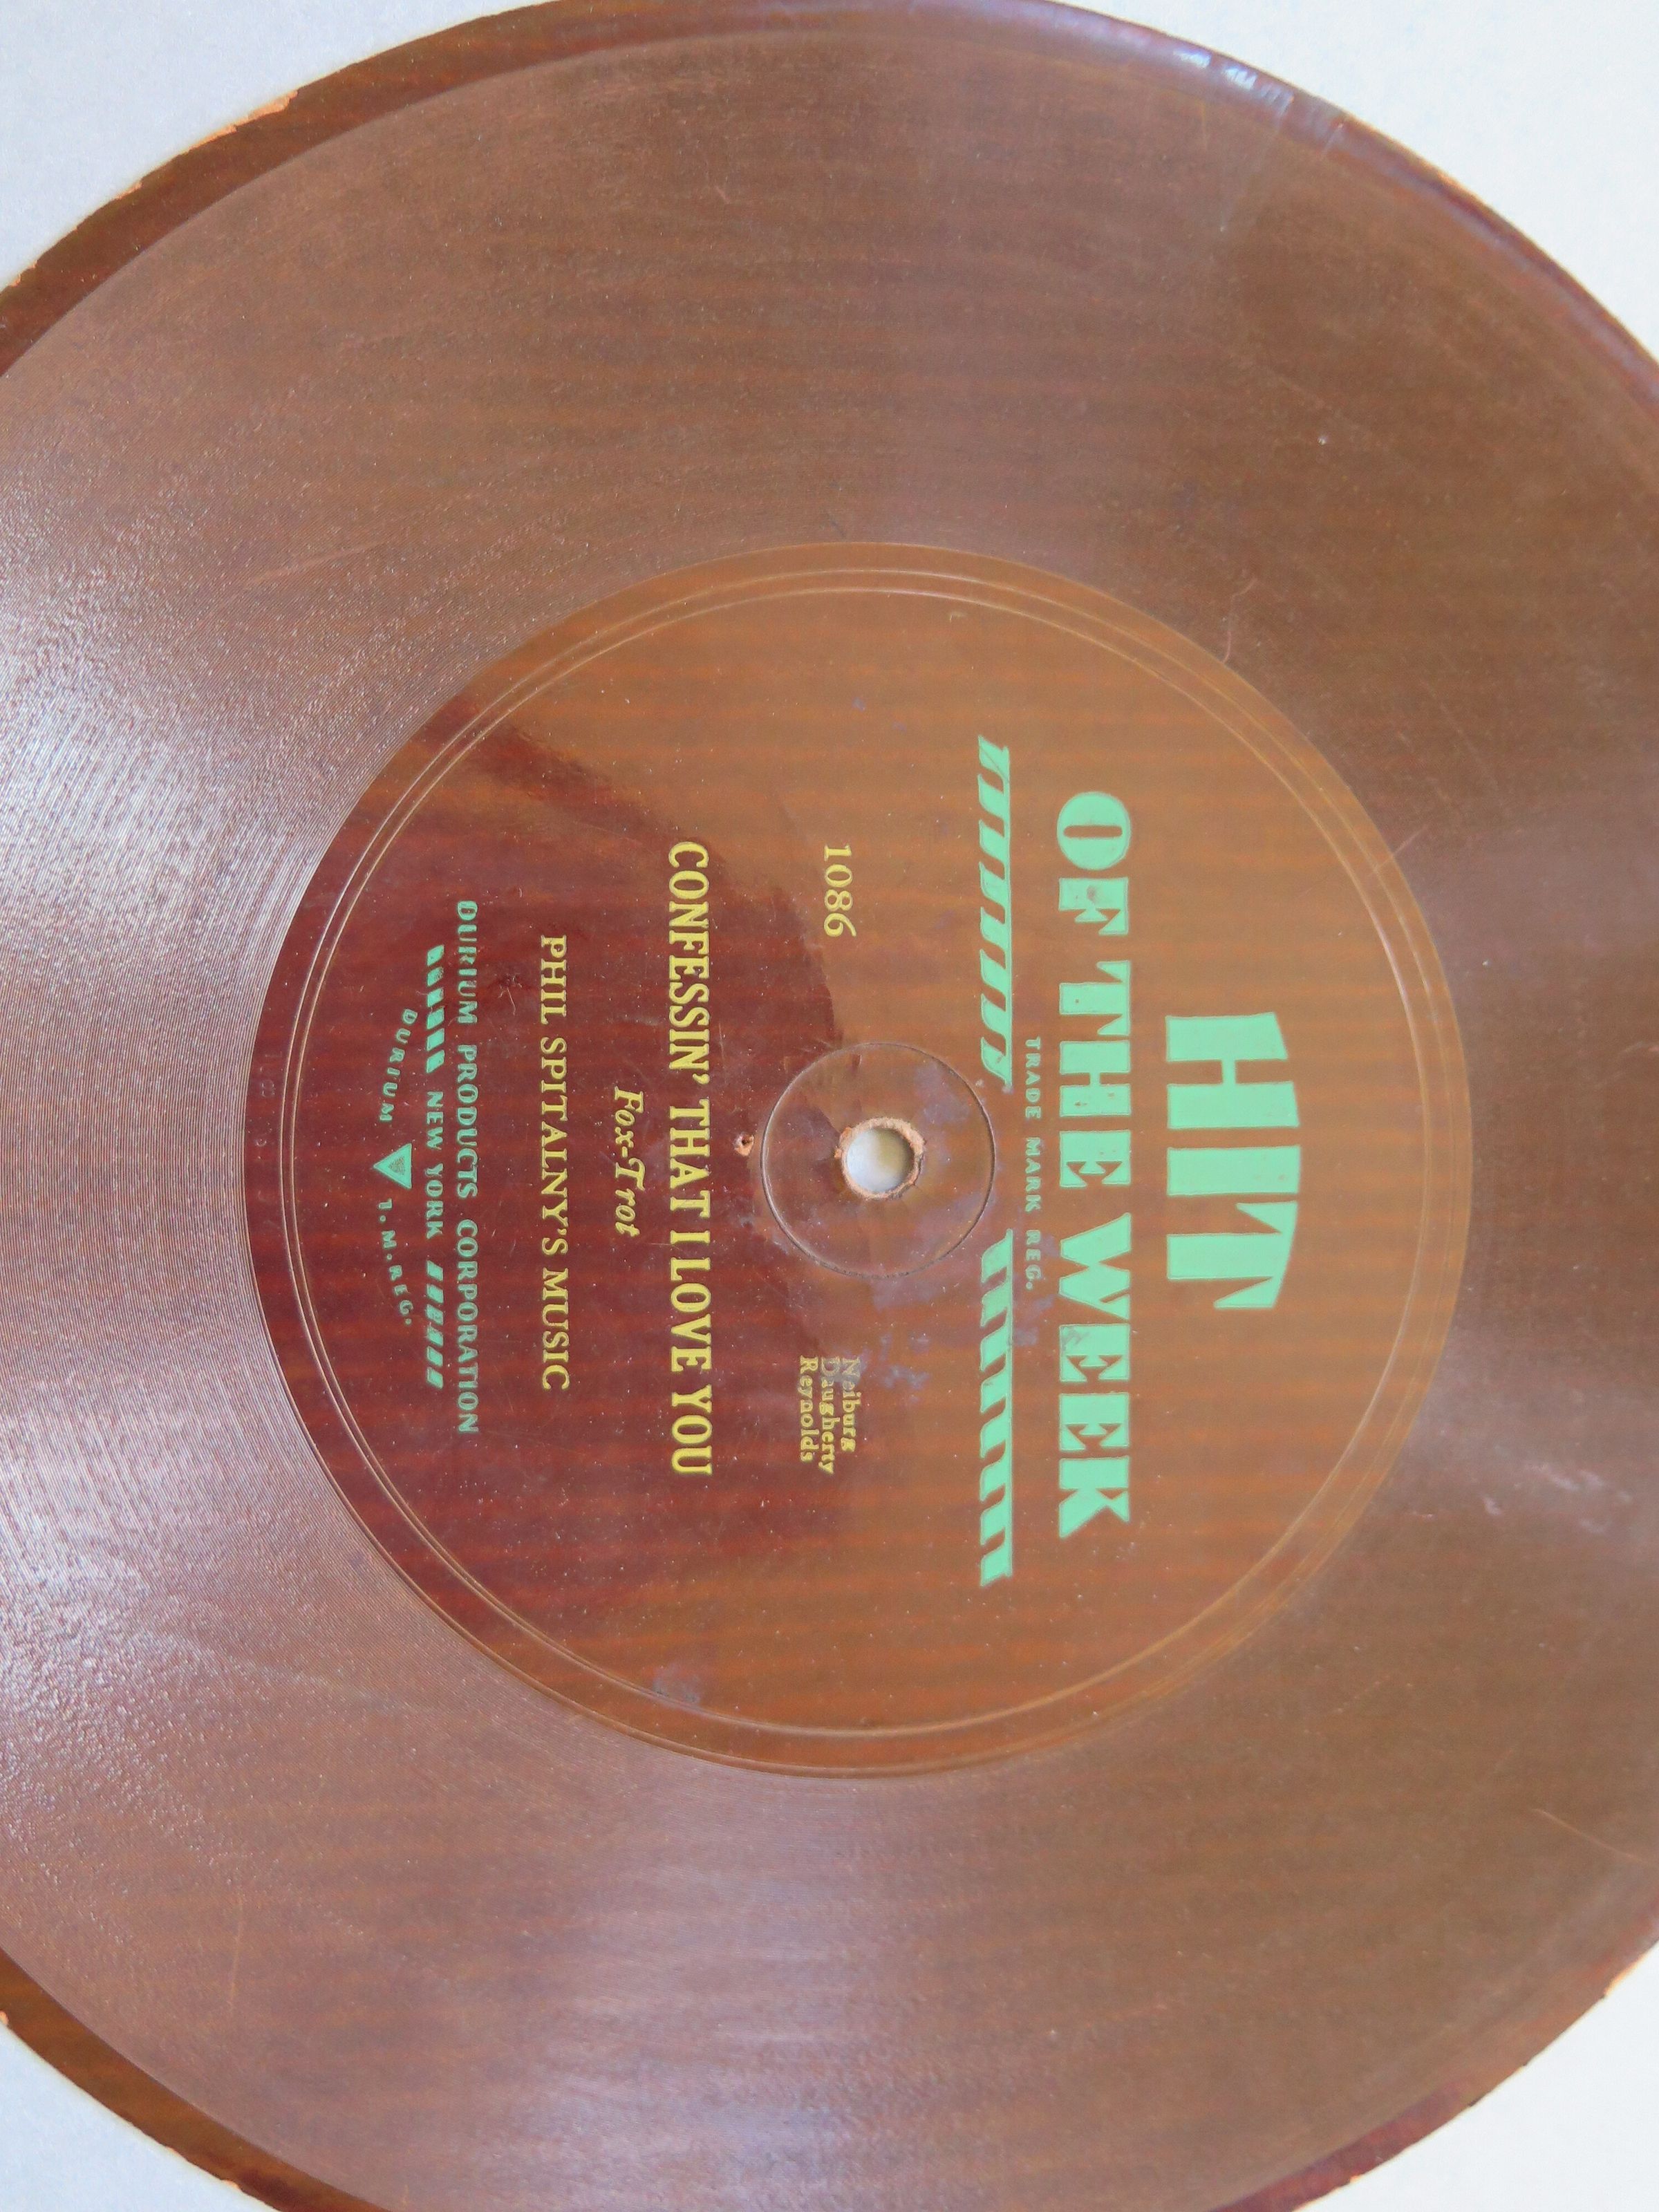 HIT
OF THE WEEK
TRADE MARK REG.
1086
Neiburg
Daugherty
Reynolds
CONFESSIN' THAT I LOVE YOU
Fox-Trot
PHIL SPITALNY'S MUSIC
DURIUM PRODUCTS CORPORATION
NEW YORK
DURIUM T.M.REG.